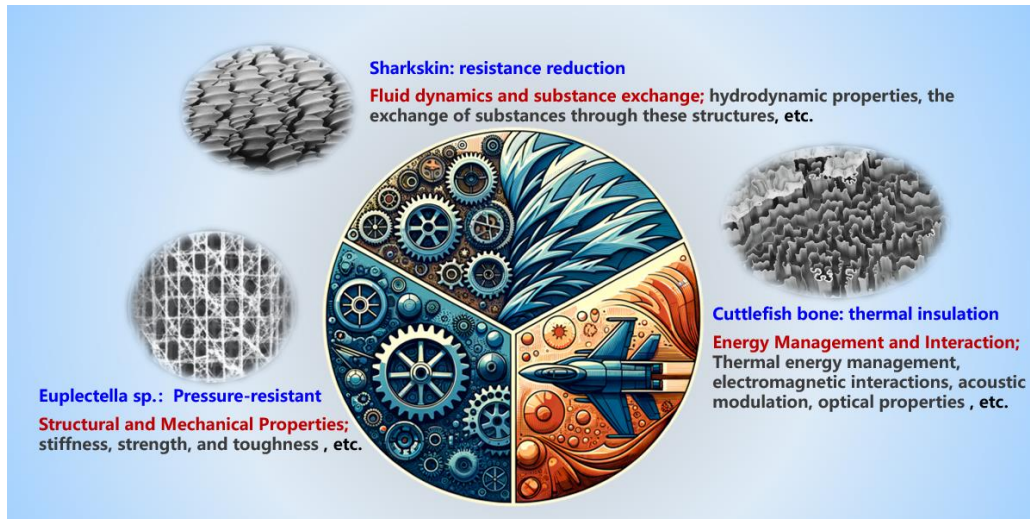 Sharkskin: resistance reduction
Fluid dynamics and substance exchange; hydrodynamic properties, the
exchange of substances through these structures, etc.
Cuttlefish bone: thermal insulation
Energy Management and Interaction;
Thermal energy management,
electromagnetic interactions, acoustic
modulation, optical properties , etc.
Euplectella sp.: Pressure-resistant
Structural and Mechanical Properties;
stiffness, strength, and toughness , etc.